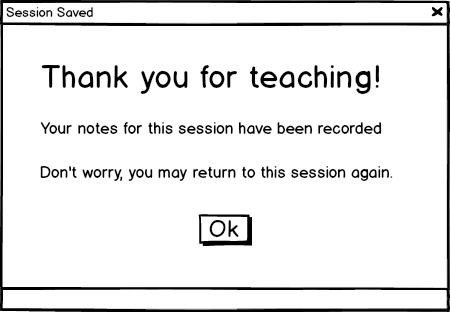 Session Saved
Thank you for teaching!
Your notes for this session have been recorded
Don't worry, you may return to this session again.
Ok